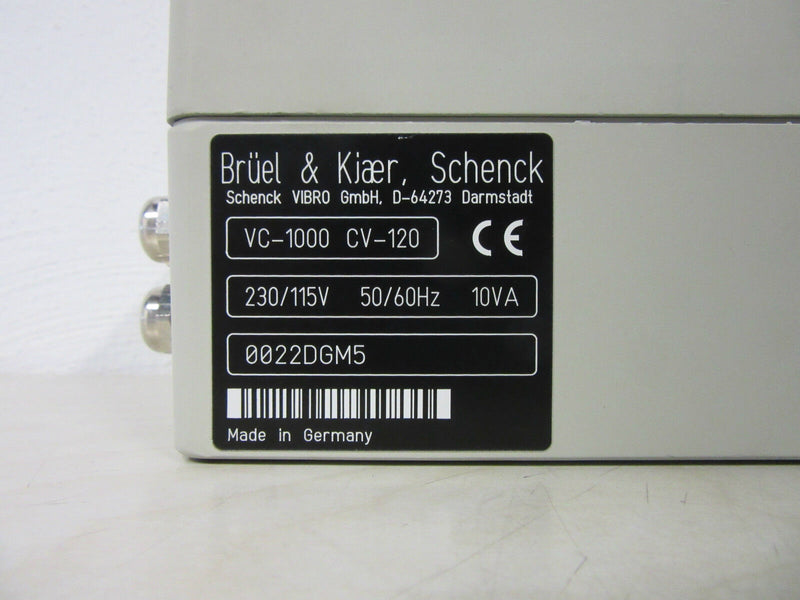 Brüel & Kjær, Schenck
Schenck VIBRO GmbH, D-64273 Darmstadt
VC-1000 CV-120
CE
230/115V 50/60Hz 10VA
0022DGM5
Made in Germany